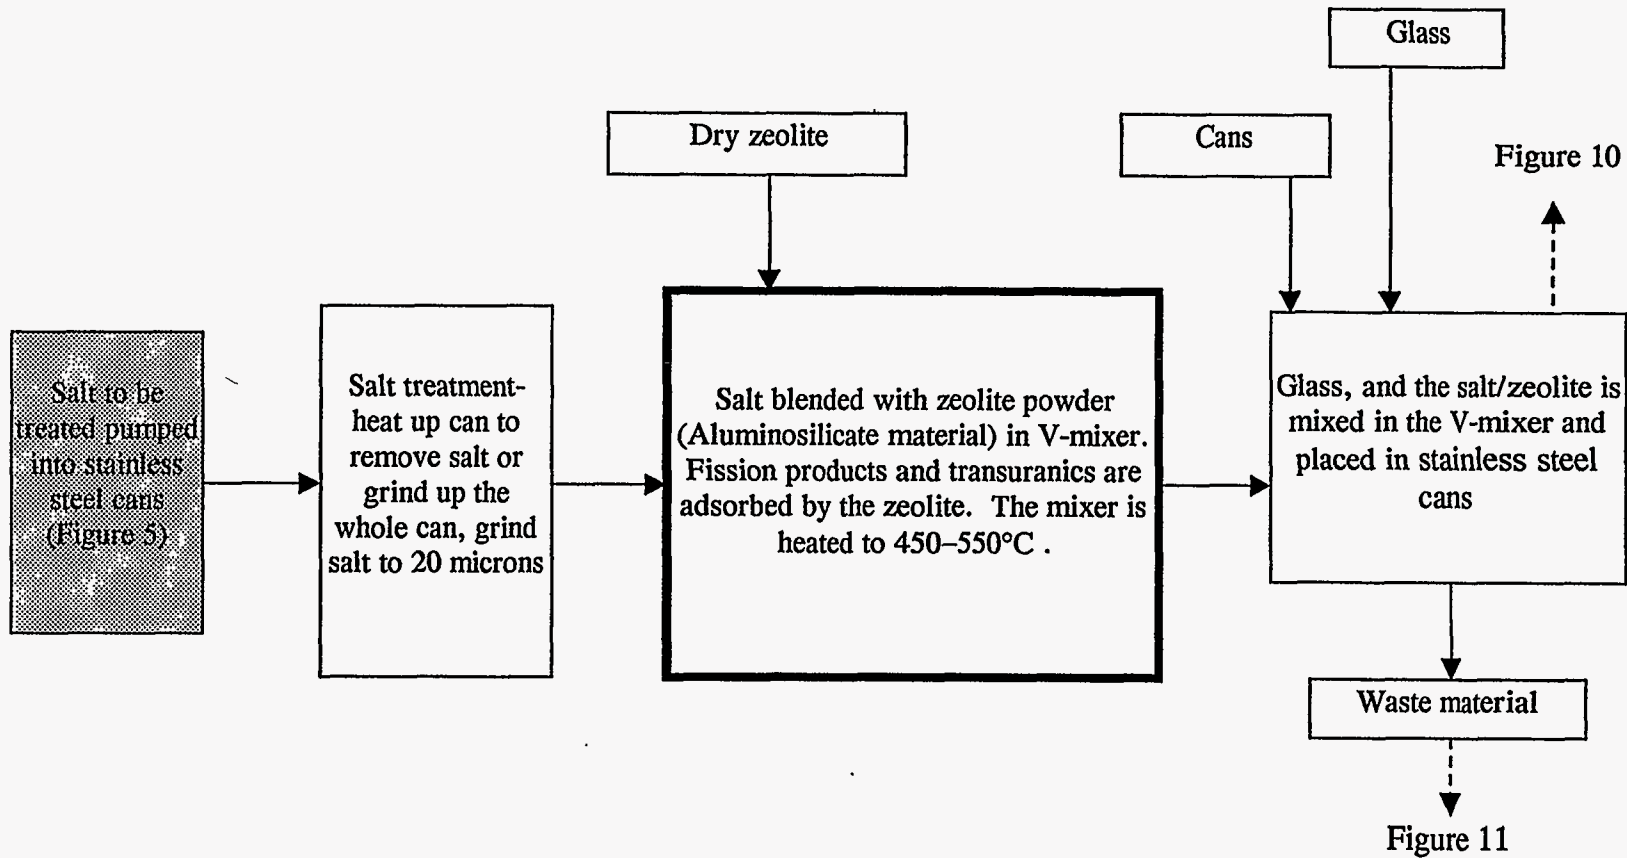 Glass
Dry zeolite
Cans
Figure 10
Salt to be
treated pumped
into stainless
steel cans
(Figure 5)
Salt treatment-
heat up can to
remove salt or
grind up the
whole can, grind
salt to 20 microns
Salt blended with zeolite powder
(Aluminosilicate material) in V-mixer.
Fission products and transuranics are
adsorbed by the zeolite. The mixer is
heated to 450–550°C .
Glass, and the salt/zeolite is
mixed in the V-mixer and
placed in stainless steel
cans
Waste material
Figure 11